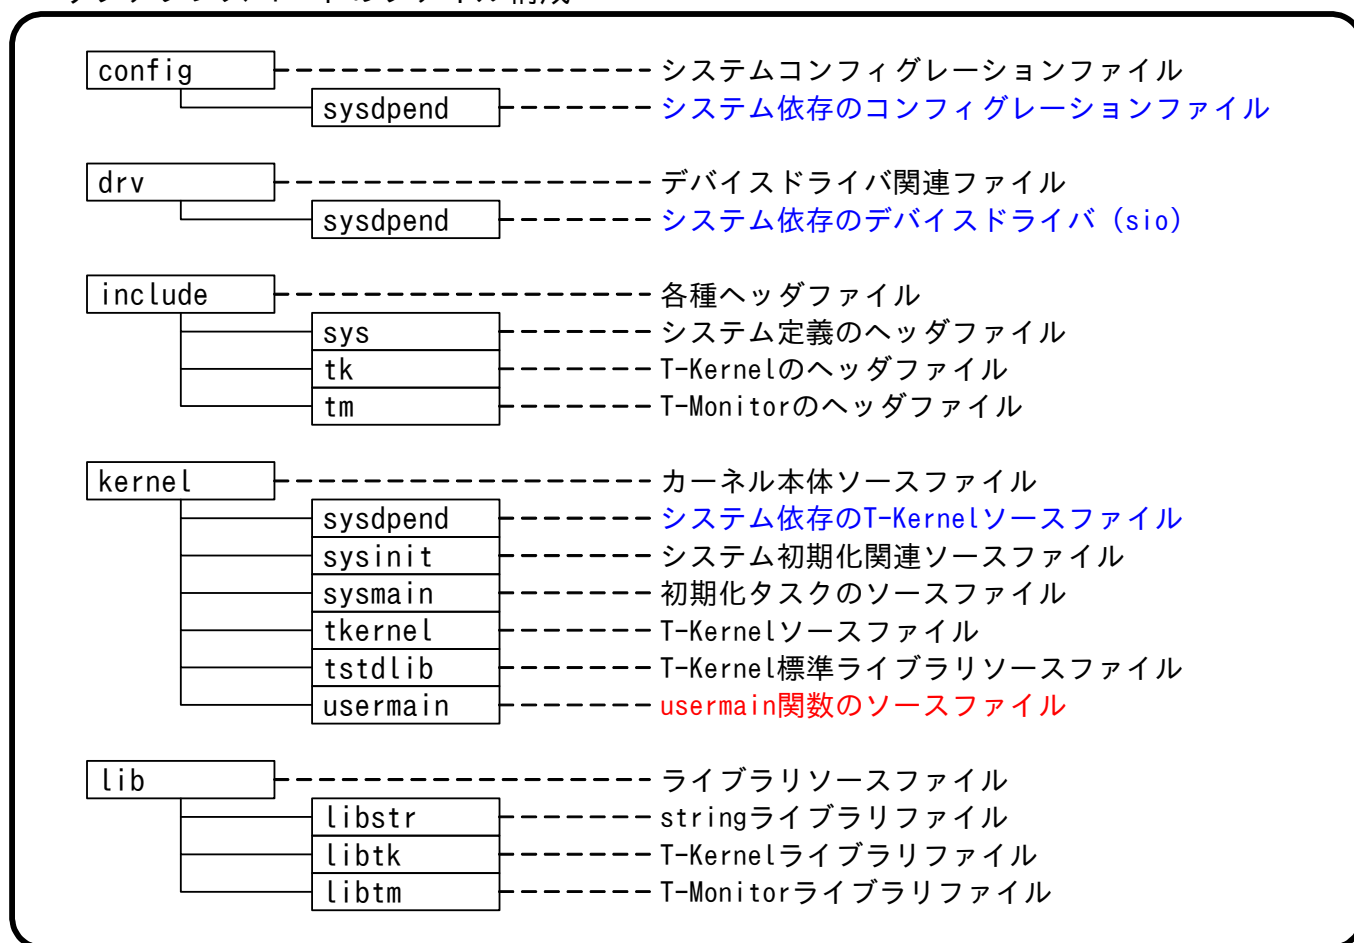 config システムコンフィグレーションファイル
sysdpend システム依存のコンフィグレーションファイル
drv デバイスドライバ関連ファイル
sysdpend システム依存のデバイスドライバ (sio)
include 各種ヘッダファイル
sys システム定義のヘッダファイル
tk T-Kernelのヘッダファイル
tm T-Monitorのヘッダファイル
kernel カーネル本体ソースファイル
sysdpend システム依存のT-Kernelソースファイル
sysinit システム初期化関連ソースファイル
sysmain 初期化タスクのソースファイル
tkernel T-Kernelソースファイル
tstdlib T-Kernel標準ライブラリソースファイル
usermain usermain関数のソースファイル
lib ライブラリソースファイル
libstr stringライブラリファイル
libtk T-Kernelライブラリファイル
libtm T-Monitorライブラリファイル